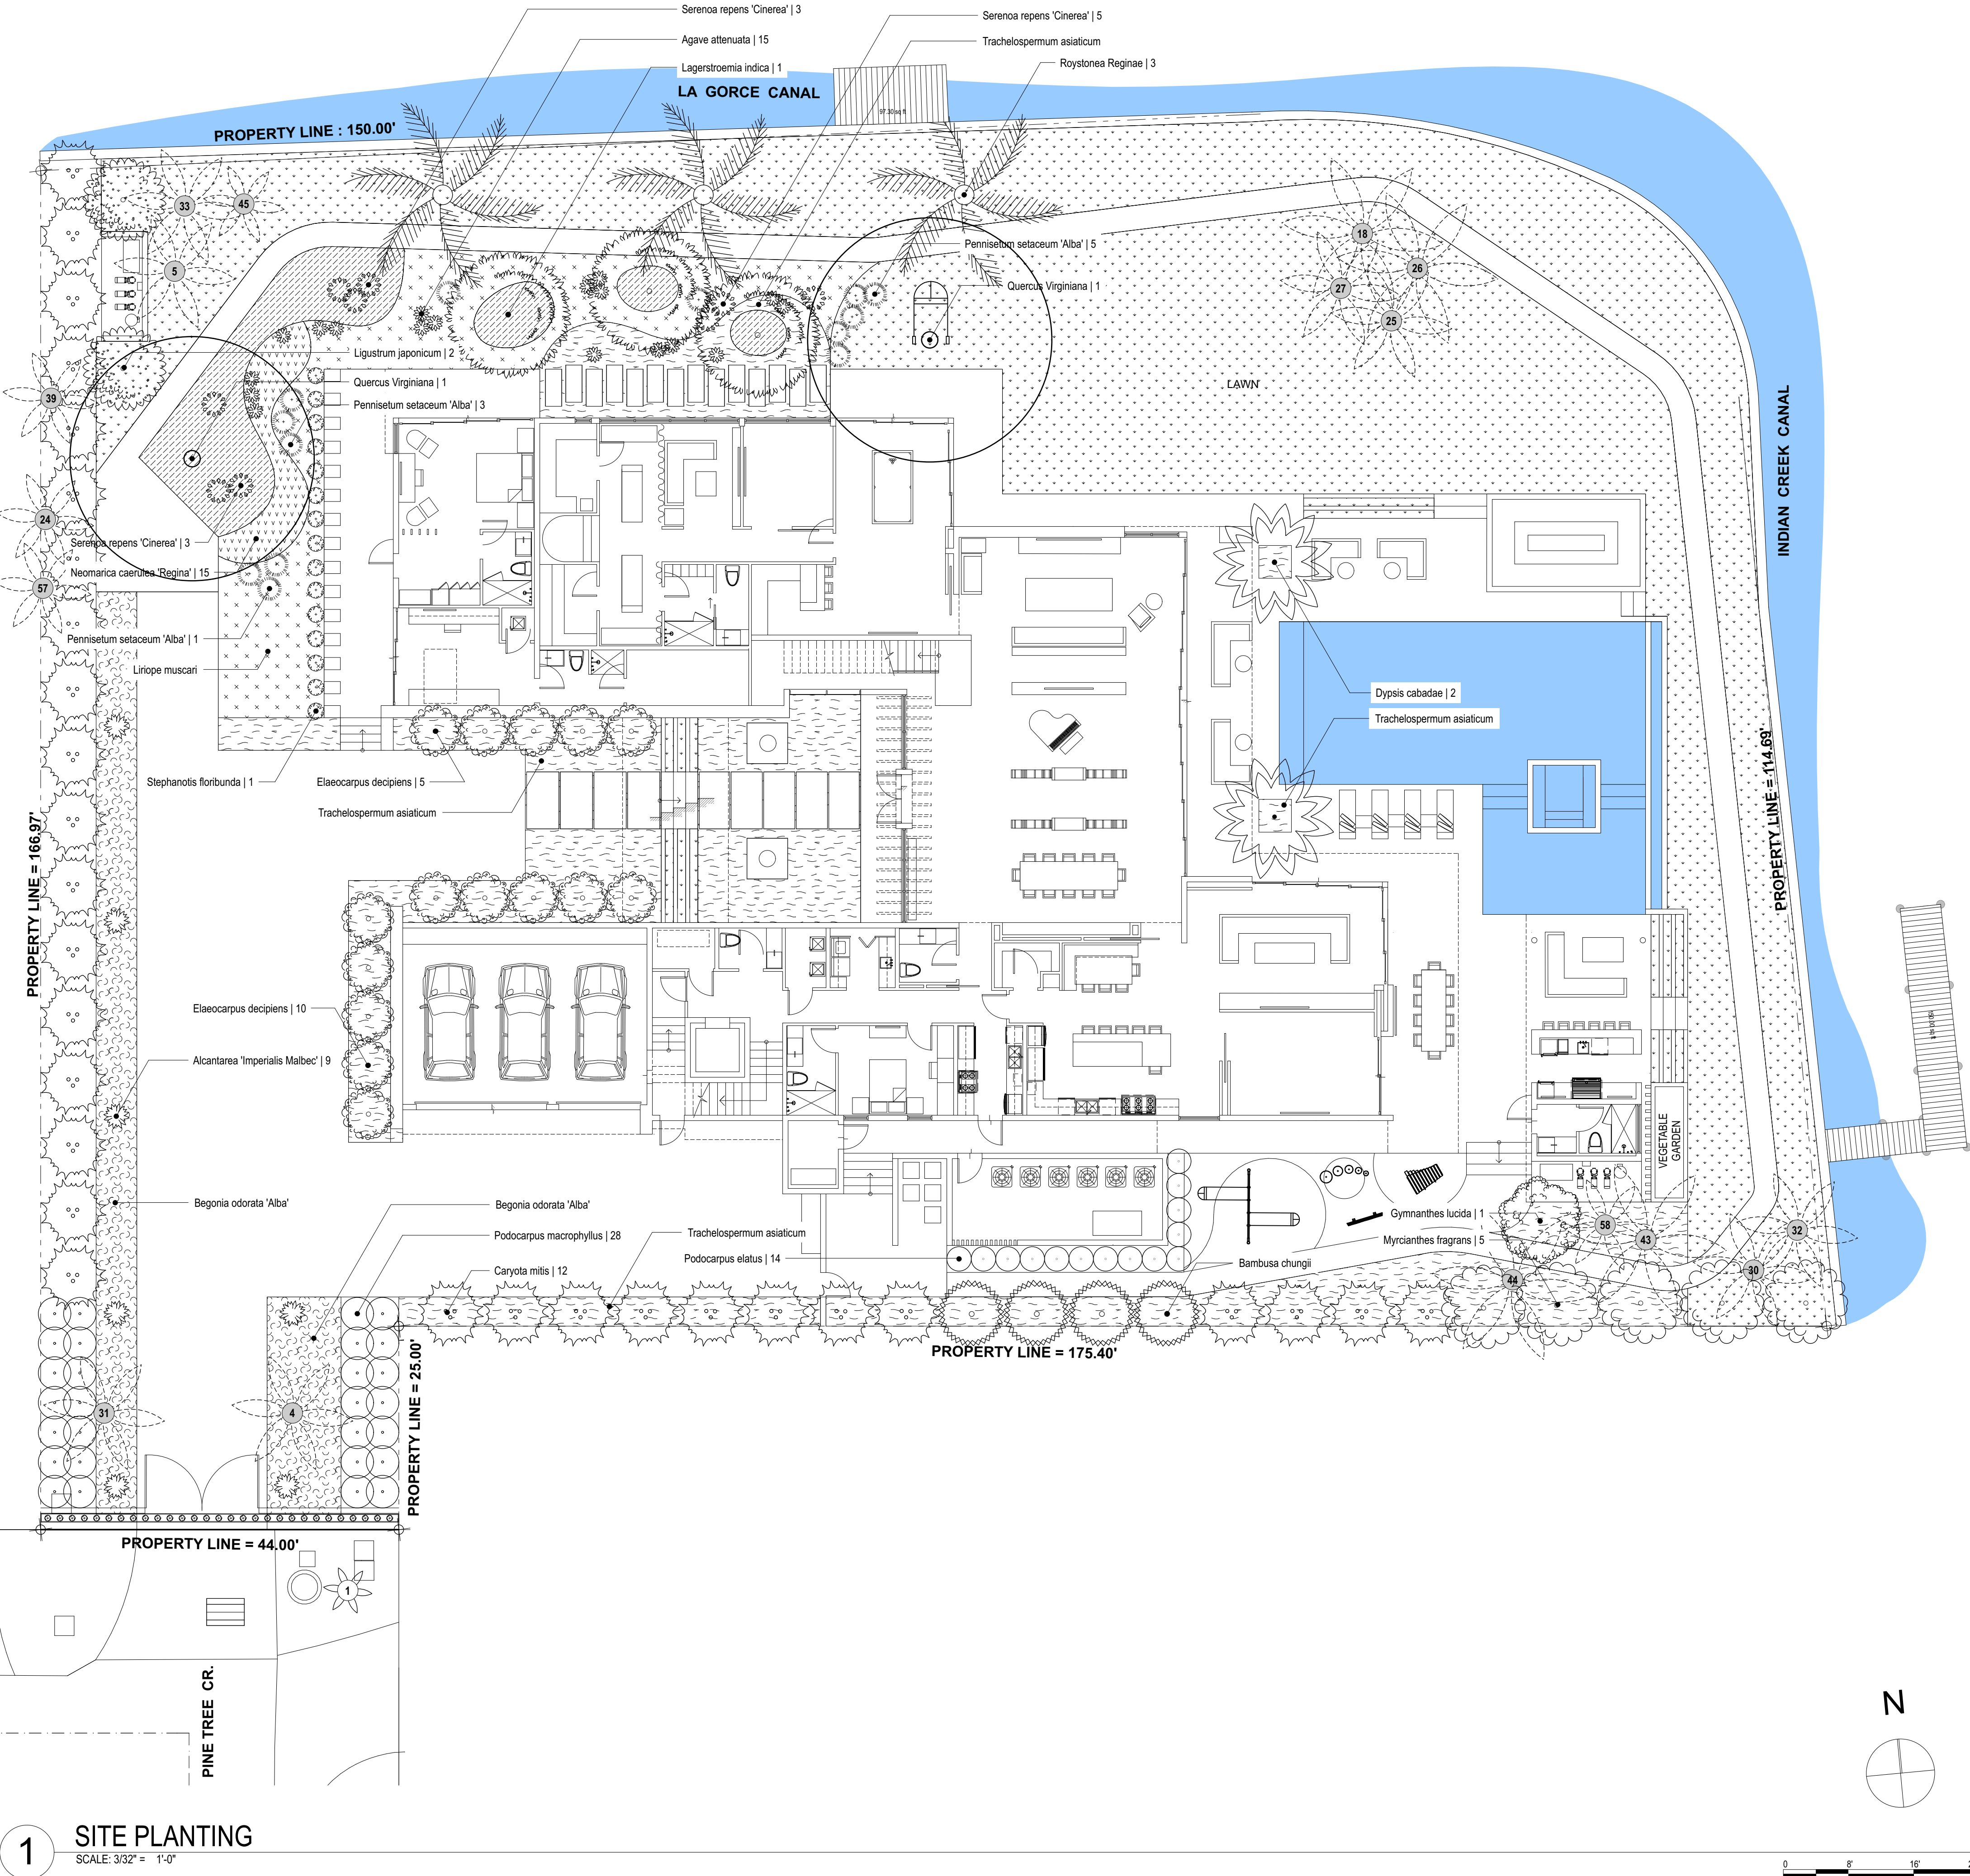 Serenoa repens 'Cinerea' | 3
Serenoa repens 'Cinerea' | 5
Agave attenuata | 15
Trachelospermum asiaticum
Lagerstroemia indica | 1
Roystonea Reginae | 3
LA GORCE CANAL
97.30 sq ft
PROPERTY LINE : 150.00'
33
45
5
18
26
27
25
Pennisetum setaceum 'Alba' | 5
Quercus Virginiana | 1
Ligustrum japonicum | 2
Quercus Virginiana | 1
Pennisetum setaceum 'Alba' | 3
LAWN
39
24
57
INDIAN CREEK CANAL
Serenoa repens 'Cinerea' | 3
Neomarica caerulea 'Regina' | 15
Pennisetum setaceum 'Alba' | 1
Liriope muscari
Dypsis cabadae | 2
Trachelospermum asiaticum
Stephanotis floribunda | 1
Elaeocarpus decipiens | 5
Trachelospermum asiaticum
PROPERTY LINE = 166.97'
PROPERTY LINE = 114.69'
Elaeocarpus decipiens | 10
Alcantarea 'Imperialis Malbec' | 9
VEGETABLE
GARDEN
Begonia odorata 'Alba'
Begonia odorata 'Alba'
Podocarpus macrophyllus | 28
Trachelospermum asiaticum
Podocarpus elatus | 14
Caryota mitis | 12
Gymnanthes lucida | 1
Myrcianthes fragrans | 5
Bambusa chungii
58
43
32
30
44
PROPERTY LINE = 175.40'
PROPERTY LINE = 25.00'
31
4
PROPERTY LINE = 44.00'
1
PINE TREE CR.
N
1
SITE PLANTING
SCALE: 3/32" = 1'-0"
0
8'
16'